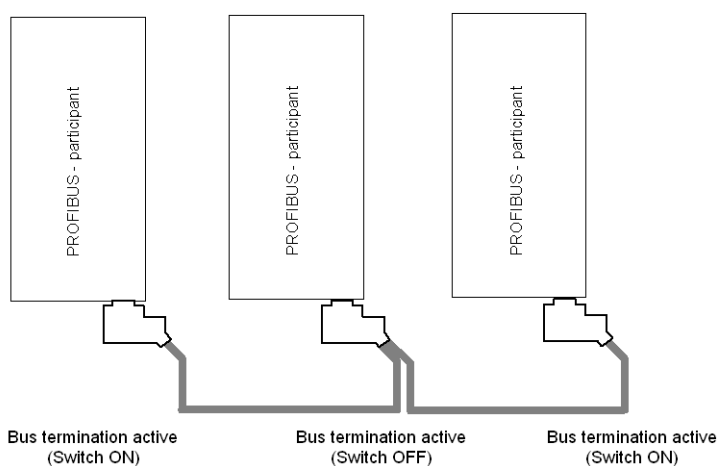 PROFIBUS - participant
PROFIBUS - participant
PROFIBUS - participant
Bus termination active
(Switch ON)
Bus termination active
(Switch OFF)
Bus termination active
(Switch ON)